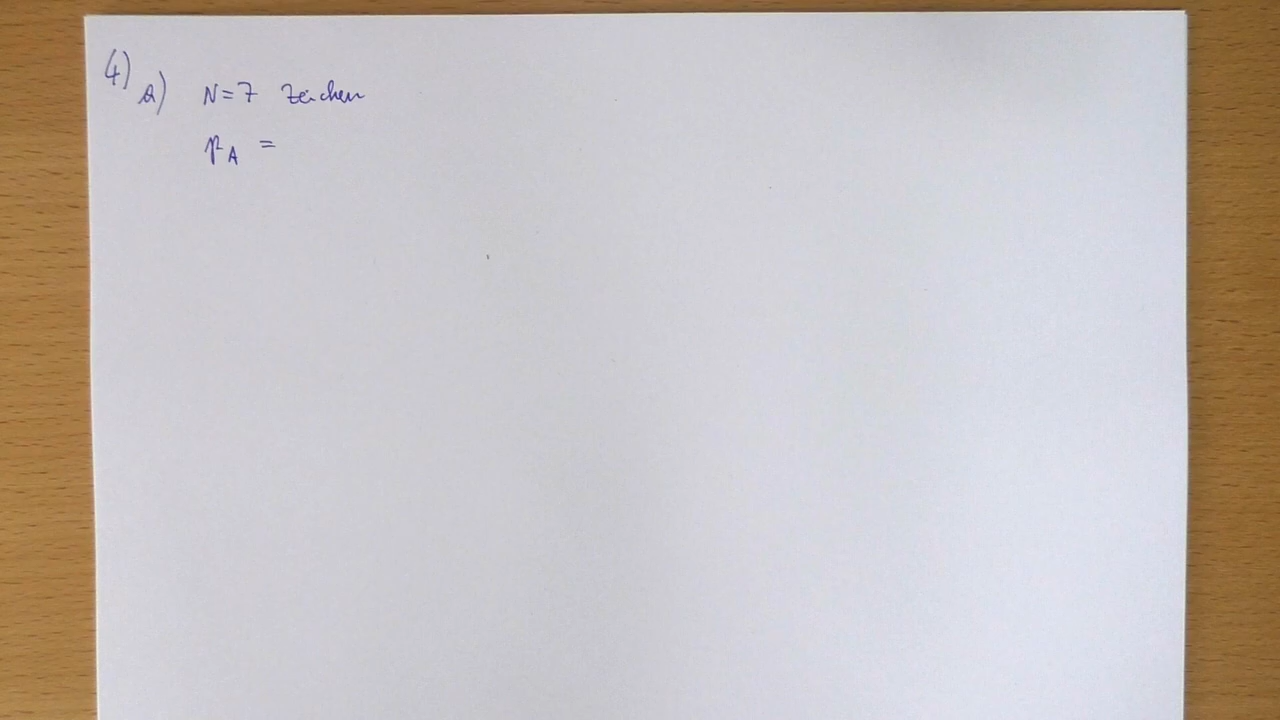 4) a) N=7 Zeichen
p_A =